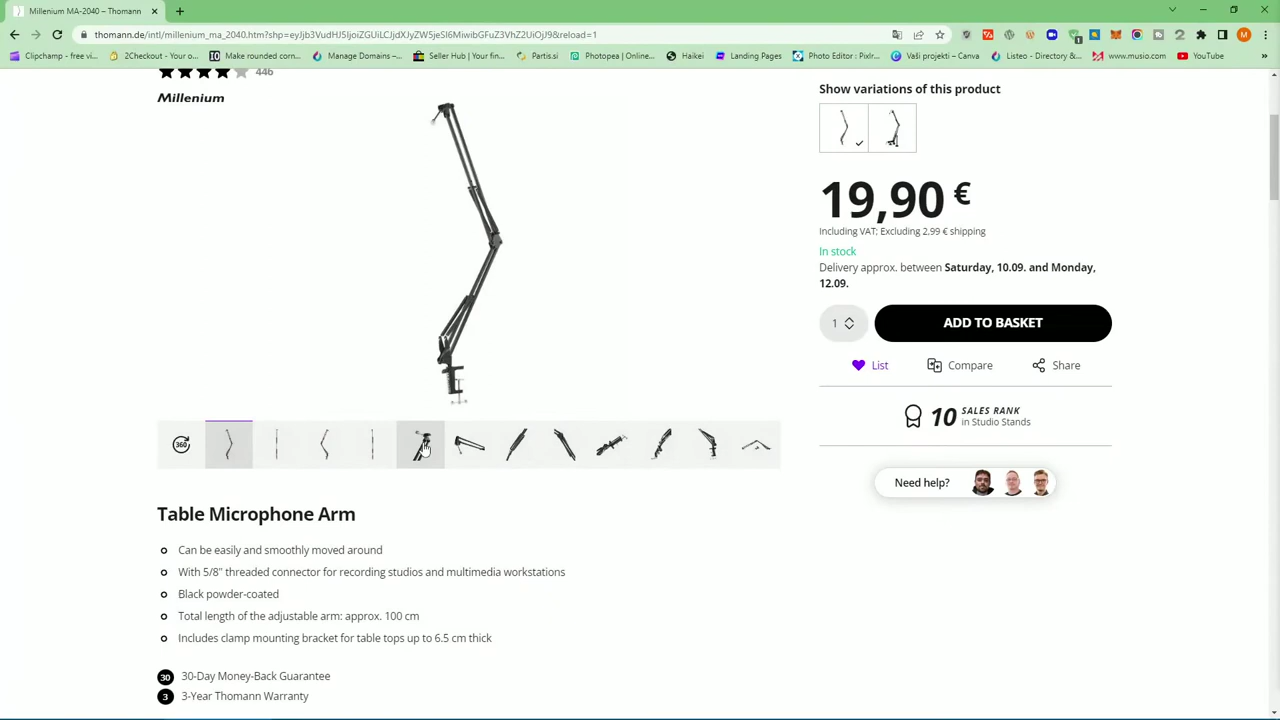 Millenium MA-2040 – Thomann
thomann.de/intl/millenium_ma_2040.htm?shp=eyJjb3VudHJ5IjoiZGUiLCJjdXJyZW5jeSI6MiwibGFuZ3VhZ2UiOjJ9&reload=1
Clipchamp - free vi...
2Checkout - Your o...
Make rounded corn...
Manage Domains –...
Seller Hub | Flippin...
Partis.si
Photopea | Online...
Haikei
Landing Pages
Photo Editor : Pixlr...
Vaši projekti – Canva
Listeo - Directory &...
www.musio.com
YouTube
446
Millenium
Show variations of this product
19,90 €
Including VAT; Excluding 2.99 € shipping
In stock
Delivery approx. between Saturday, 10.09. and Monday,
12.09.
1
ADD TO BASKET
List
Compare
Share
10 SALES RANK
in Studio Stands
360
Need help?
Table Microphone Arm
Can be easily and smoothly moved around
With 5/8" threaded connector for recording studios and multimedia workstations
Black powder-coated
Total length of the adjustable arm: approx. 100 cm
Includes clamp mounting bracket for table tops up to 6.5 cm thick
30 30-Day Money-Back Guarantee
3 3-Year Thomann Warranty